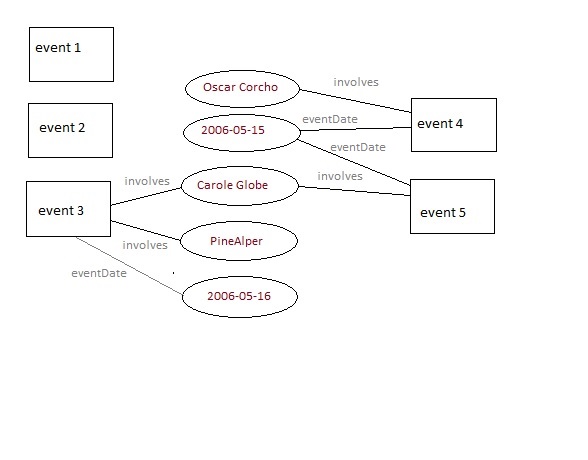 event 1
Oscar Corcho
involves
event 2
2006-05-15
eventDate
event 4
eventDate
involves
Carole Globe
involves
event 3
event 5
involves
PineAlper
eventDate
2006-05-16